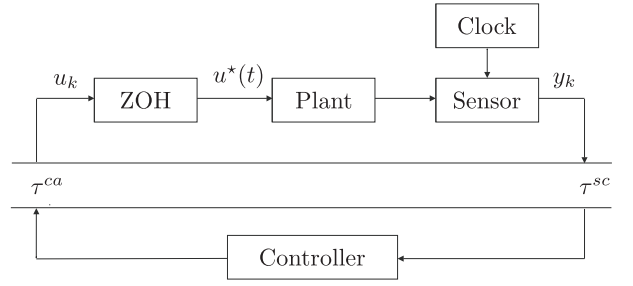 Clock
u_k
ZOH
u^⋆(t)
Plant
Sensor
y_k
τ^{ca}
τ^{sc}
Controller